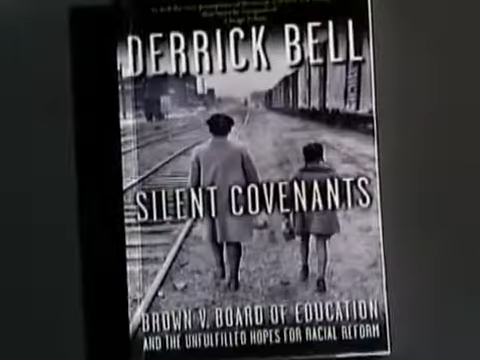 DERRICK BELL
SILENT COVENANTS
BROWN V. BOARD OF EDUCATION
AND THE UNFULFILLED HOPES FOR RACIAL REFORM